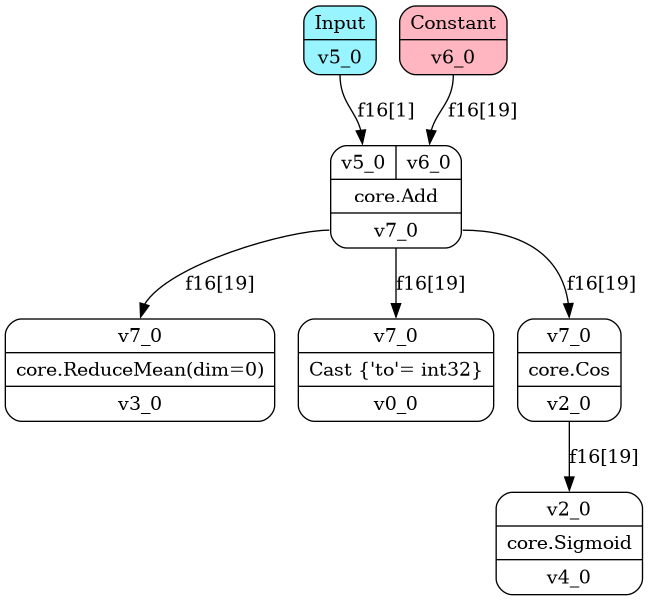 Input
v5_0
Constant
v6_0
f16[1]
f16[19]
v5_0
v6_0
core.Add
v7_0
f16[19]
f16[19]
f16[19]
v7_0
core.ReduceMean(dim=0)
v3_0
v7_0
Cast {'to'= int32}
v0_0
v7_0
core.Cos
v2_0
f16[19]
v2_0
core.Sigmoid
v4_0